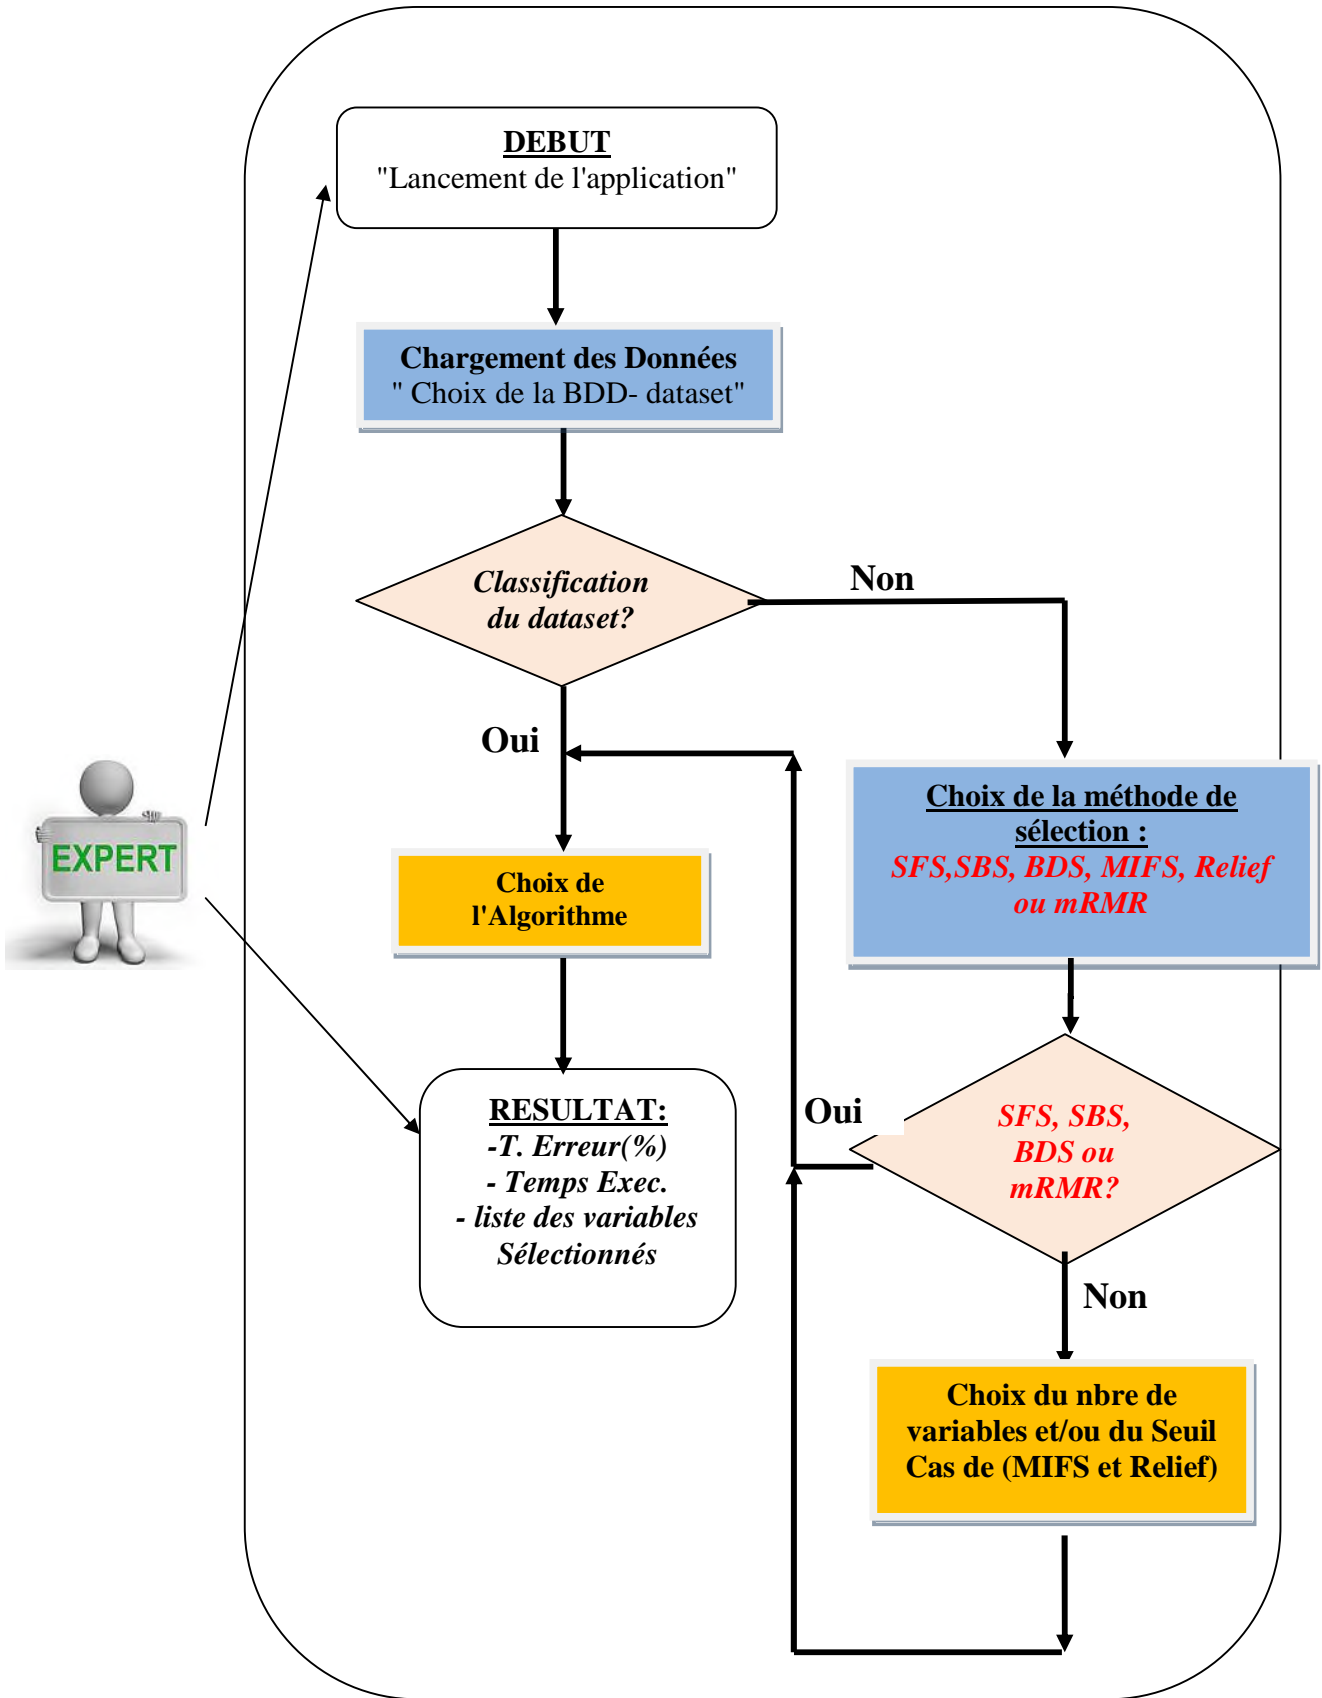 DEBUT
"Lancement de l'application"
Chargement des Données
" Choix de la BDD- dataset"
Classification
du dataset?
Non
Oui
EXPERT
Choix de
l'Algorithme
Choix de la méthode de
sélection :
SFS,SBS, BDS, MIFS, Relief
ou mRMR
Oui
SFS, SBS,
BDS ou
mRMR?
RESULTAT:
-T. Erreur(%)
- Temps Exec.
- liste des variables
Sélectionnés
Non
Choix du nbre de
variables et/ou du Seuil
Cas de (MIFS et Relief)